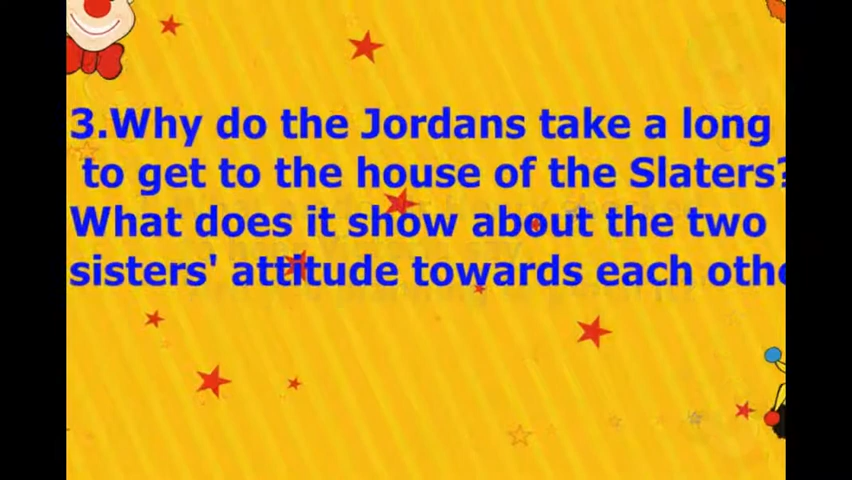 3.Why do the Jordans take a long
to get to the house of the Slaters?
What does it show about the two
sisters' attitude towards each othe